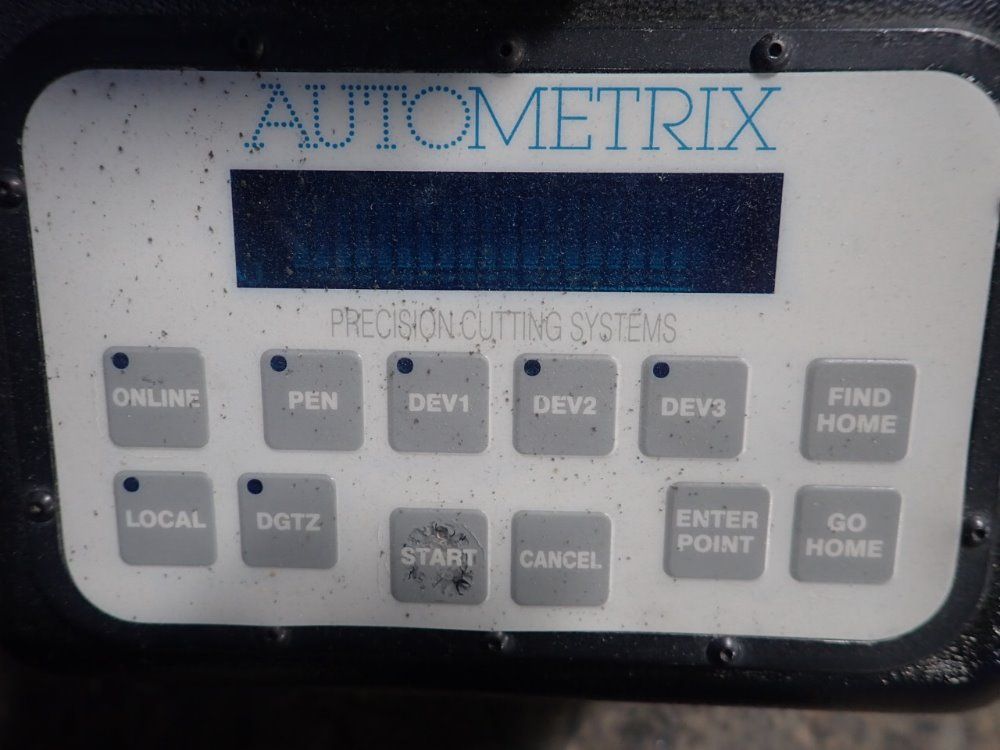 AUTOMETRIX
PRECISION CUTTING SYSTEMS
ONLINE PEN DEV1 DEV2 DEV3 FIND HOME
LOCAL DGTZ START CANCEL ENTER POINT GO HOME